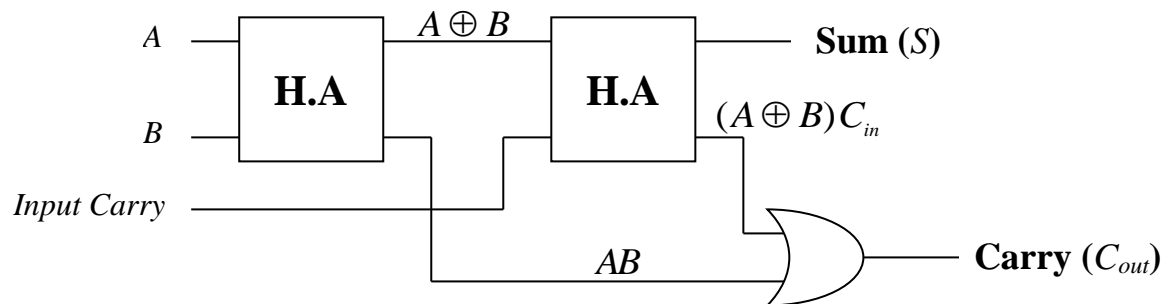 A
A ⊕ B
Sum (S)
H.A
H.A
B
(A ⊕ B)C_in
Input Carry
AB
Carry (C_out)